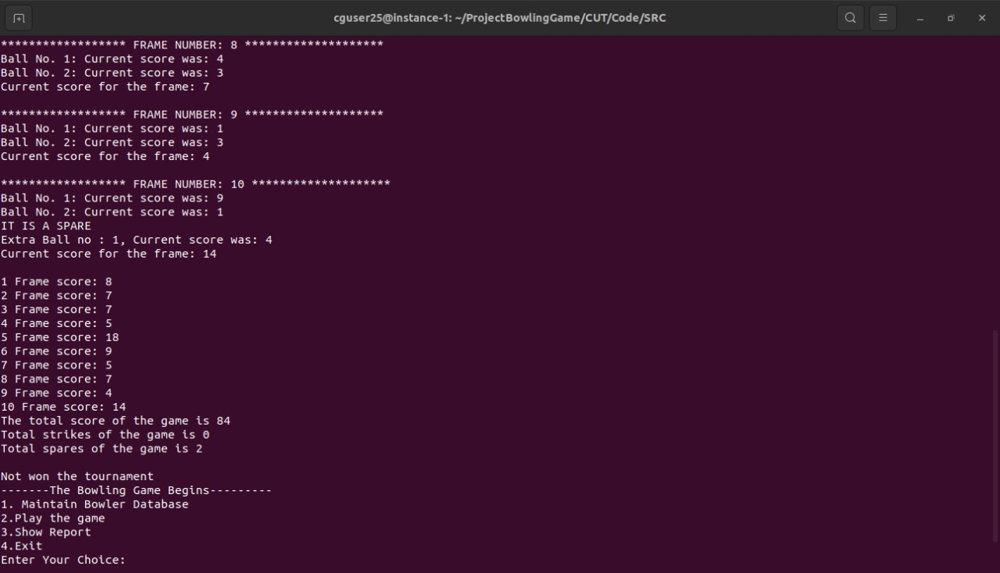 cguser25@instance-1: ~/ProjectBowlingGame/CUT/Code/SRC
****************** FRAME NUMBER: 8 ********************
Ball No. 1: Current score was: 4
Ball No. 2: Current score was: 3
Current score for the frame: 7
****************** FRAME NUMBER: 9 ********************
Ball No. 1: Current score was: 1
Ball No. 2: Current score was: 3
Current score for the frame: 4
****************** FRAME NUMBER: 10 ********************
Ball No. 1: Current score was: 9
Ball No. 2: Current score was: 1
IT IS A SPARE
Extra Ball no : 1, Current score was: 4
Current score for the frame: 14
1 Frame score: 8
2 Frame score: 7
3 Frame score: 7
4 Frame score: 5
5 Frame score: 18
6 Frame score: 9
7 Frame score: 5
8 Frame score: 7
9 Frame score: 4
10 Frame score: 14
The total score of the game is 84
Total strikes of the game is 0
Total spares of the game is 2
Not won the tournament
-------The Bowling Game Begins---------
1. Maintain Bowler Database
2.Play the game
3.Show Report
4.Exit
Enter Your Choice: